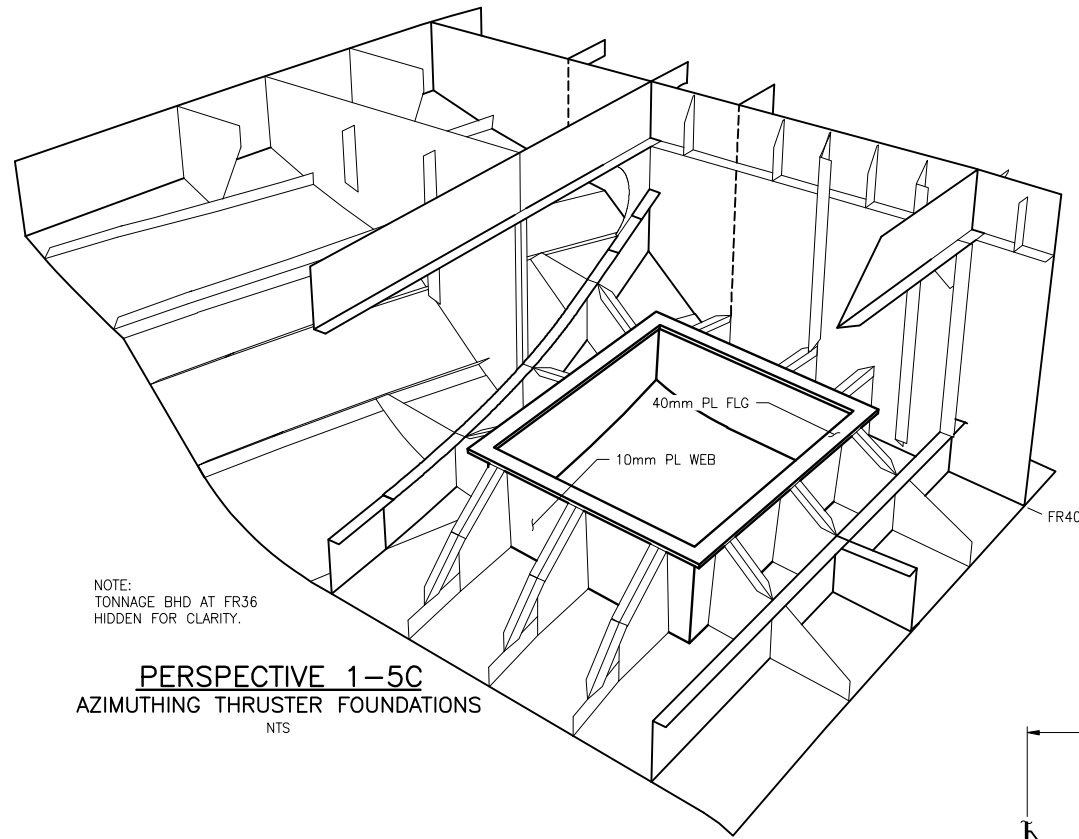 40mm PL FLG
10mm PL WEB
FR40
NOTE:
TONNAGE BHD AT FR36
HIDDEN FOR CLARITY.
PERSPECTIVE 1-5C
AZIMUTHING THRUSTER FOUNDATIONS
NTS